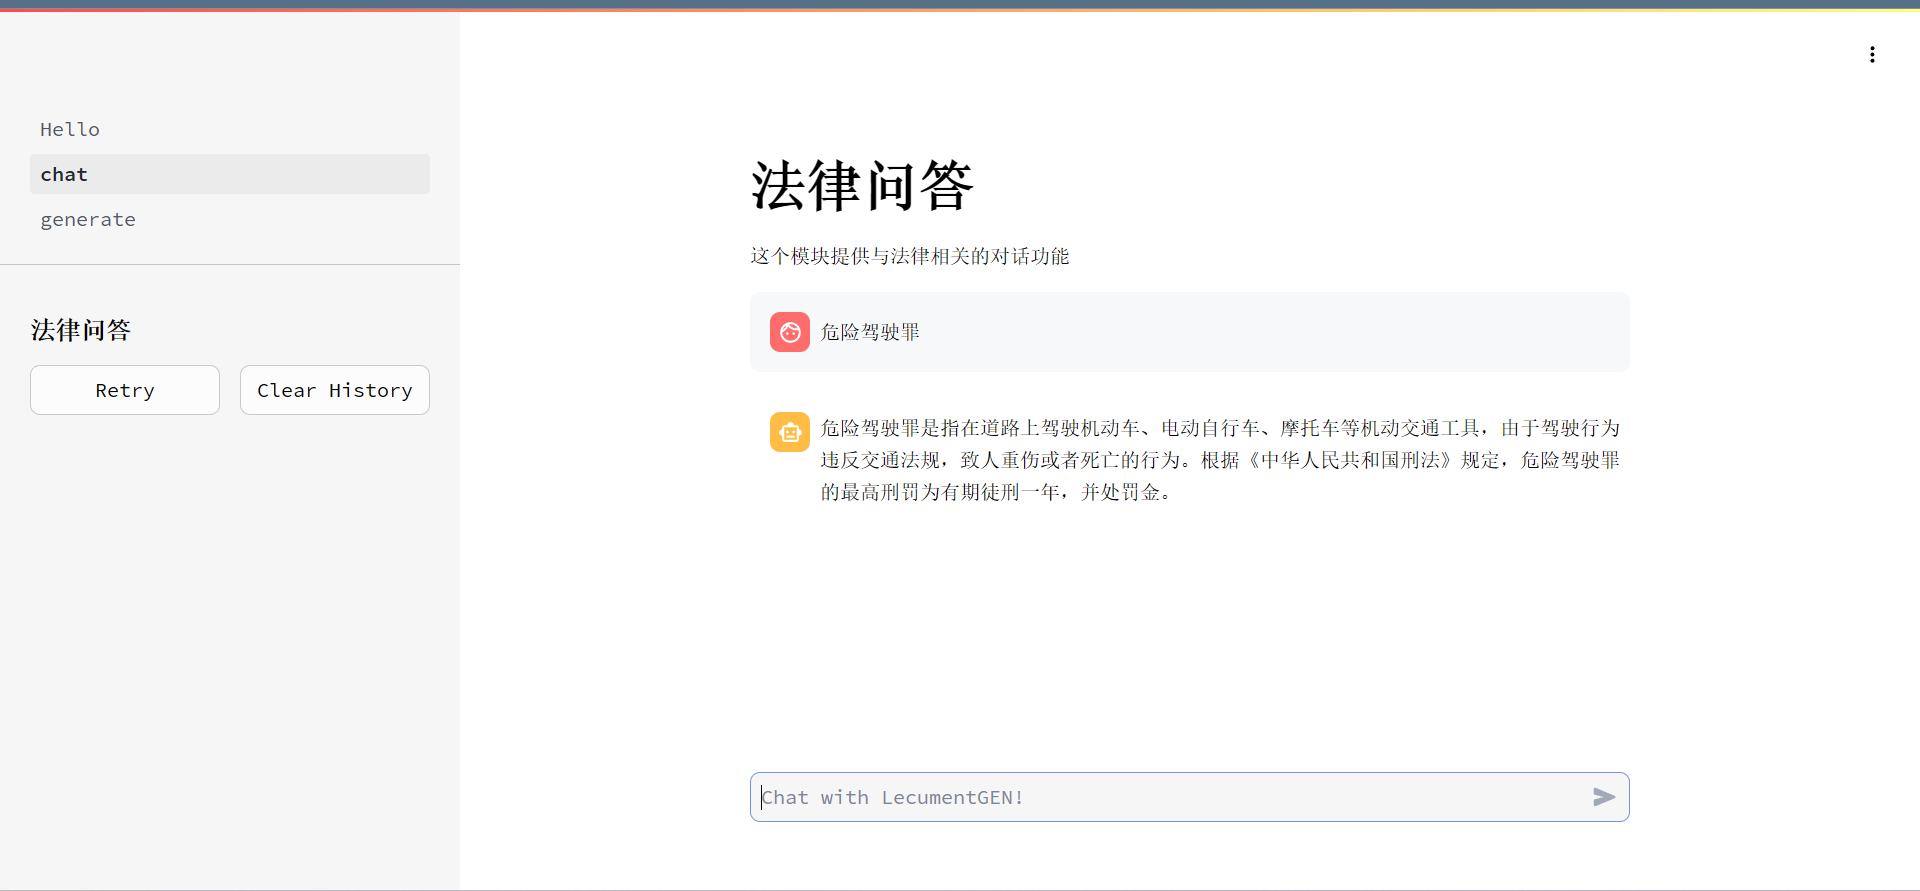 Hello
chat
generate
法律问答
Retry
Clear History
法律问答
这个模块提供与法律相关的对话功能
危险驾驶罪
危险驾驶罪是指在道路上驾驶机动车、电动自行车、摩托车等机动交通工具，由于驾驶行为
违反交通法规，致人重伤或者死亡的行为。根据《中华人民共和国刑法》规定，危险驾驶罪
的最高刑罚为有期徒刑一年，并处罚金。
Chat with LecumentGEN!